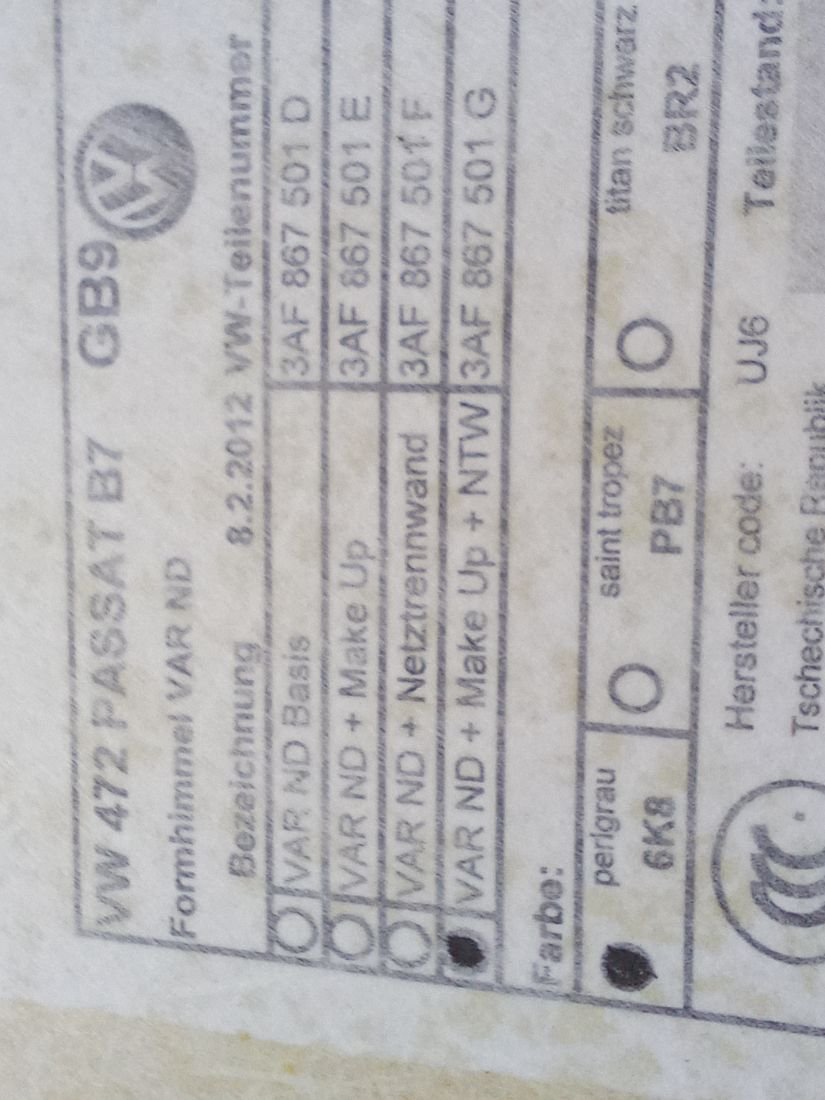 VW 472 PASSAT B7 GB9
Formhimmel VAR ND
Bezeichnung 8.2.2012 VW-Teilenummer
VAR ND Basis 3AF 867 501 D
VAR ND + Make Up 3AF 867 501 E
VAR ND + Netztrennwand 3AF 867 501 F
VAR ND + Make Up + NTW 3AF 867 501 G
Farbe:
perlgrau saint tropez titan schwarz
6K8 PB7 BR2
Hersteller code: UJ6 Teilestand:
Tschechische Republik